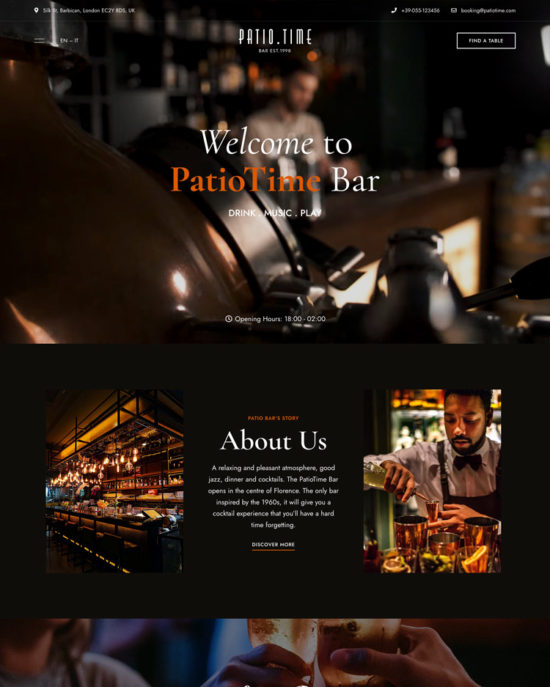 Silk St, Barbican, London EC2Y 8DS, UK
+39-055-123456
booking@patiotime.com
EN – IT
PATIO.TIME
BAR EST.1998
FIND A TABLE
Welcome to
PatioTime Bar
DRINK . MUSIC . PLAY
Opening Hours: 18:00 - 02:00
PATIO BAR'S STORY
About Us
A relaxing and pleasant atmosphere, good
jazz, dinner and cocktails. The PatioTime Bar
opens in the centre of Florence. The only bar
inspired by the 1960s, it will give you a
cocktail experience that you'll have a hard
time forgetting.
DISCOVER MORE